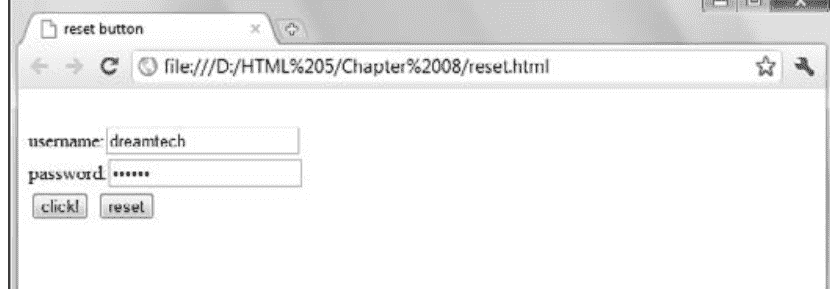 reset button
file:///D:/HTML%205/Chapter%2008/reset.html
username: dreamtech
password: ••••••
click! reset